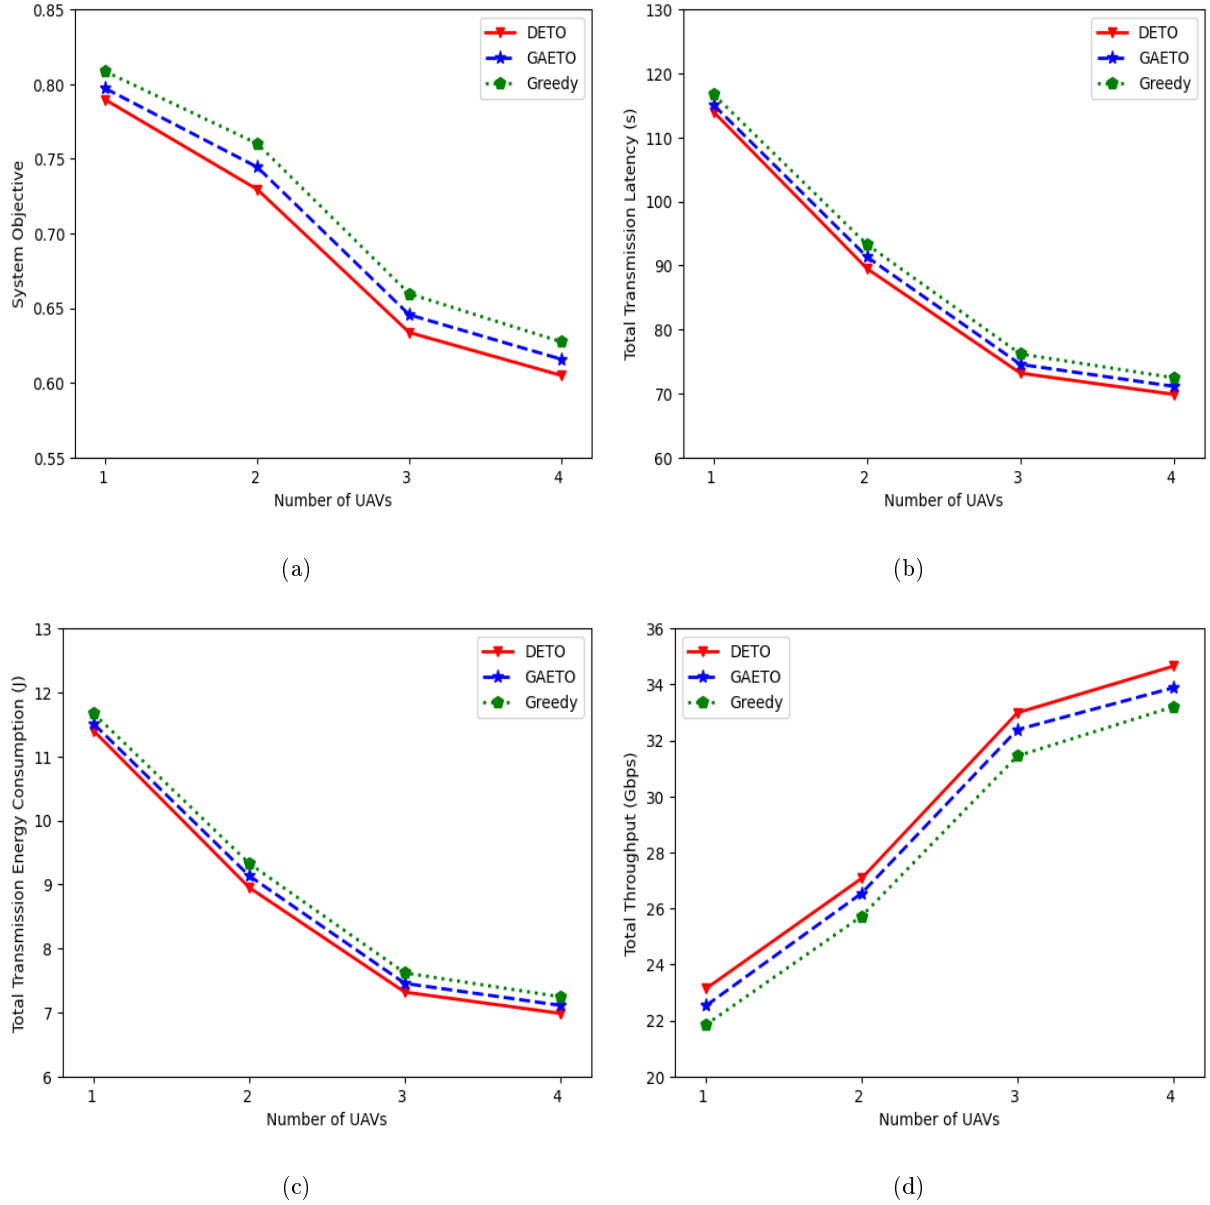 0.85
0.80
0.75
0.70
0.65
0.60
0.55
System Objective
DETO
GAETO
Greedy
1 2 3 4
Number of UAVs
(a)
130
120
110
100
90
80
70
60
Total Transmission Latency (s)
DETO
GAETO
Greedy
1 2 3 4
Number of UAVs
(b)
13
12
11
10
9
8
7
6
Total Transmission Energy Consumption (J)
DETO
GAETO
Greedy
1 2 3 4
Number of UAVs
(c)
36
34
32
30
28
26
24
22
20
Total Throughput (Gbps)
DETO
GAETO
Greedy
1 2 3 4
Number of UAVs
(d)